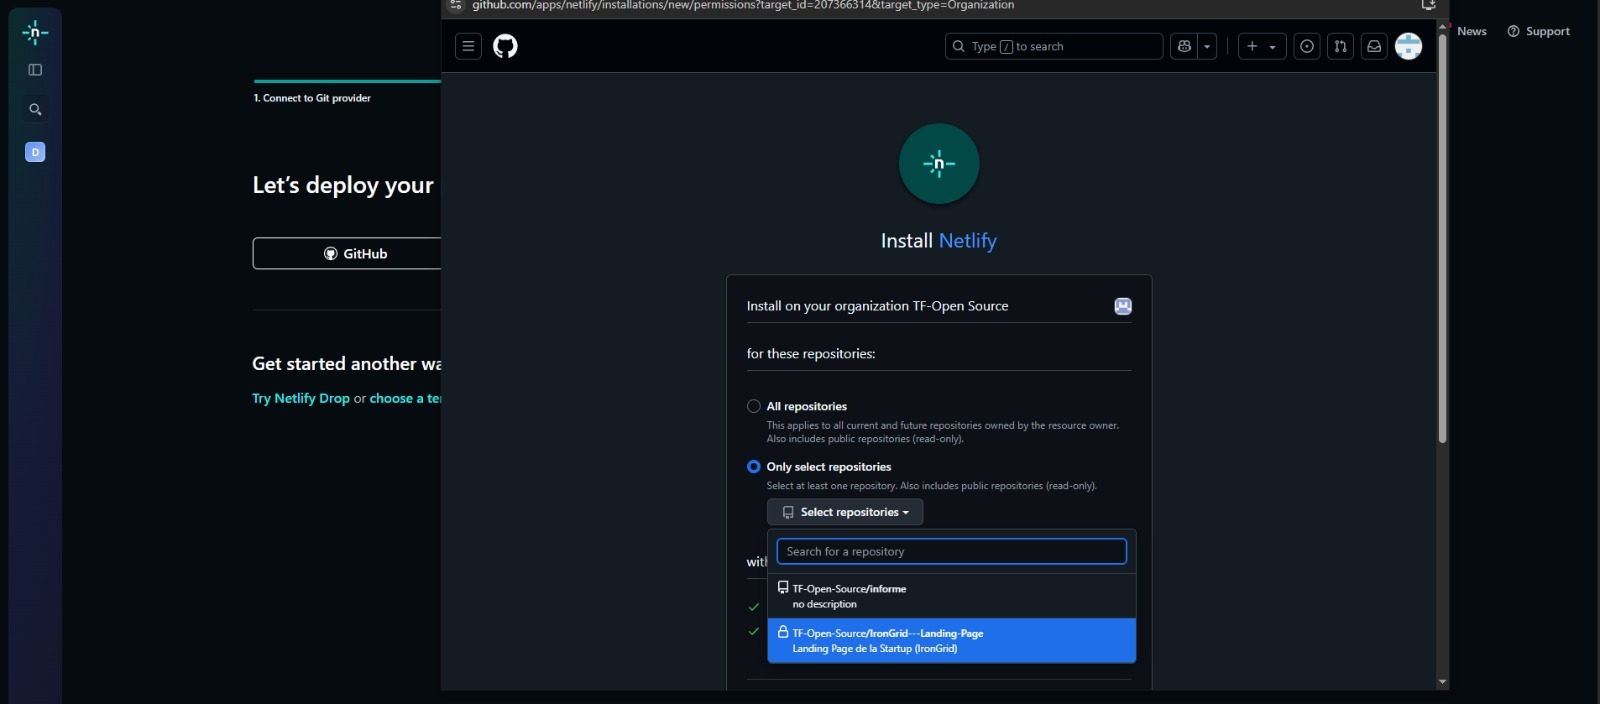 github.com/apps/netlify/installations/new/permissions?target_id=207366314&target_type=Organization
Type / to search
News
Support
D
1. Connect to Git provider
Let's deploy your
GitHub
Get started another wa
Try Netlify Drop or choose a te
n
Install Netlify
Install on your organization TF-Open Source
for these repositories:
All repositories
This applies to all current and future repositories owned by the resource owner.
Also includes public repositories (read-only).
Only select repositories
Select at least one repository. Also includes public repositories (read-only).
Select repositories
Search for a repository
with
TF-Open-Source/informe
no description
TF-Open-Source/IronGrid---Landing-Page
Landing Page de la Startup (IronGrid)